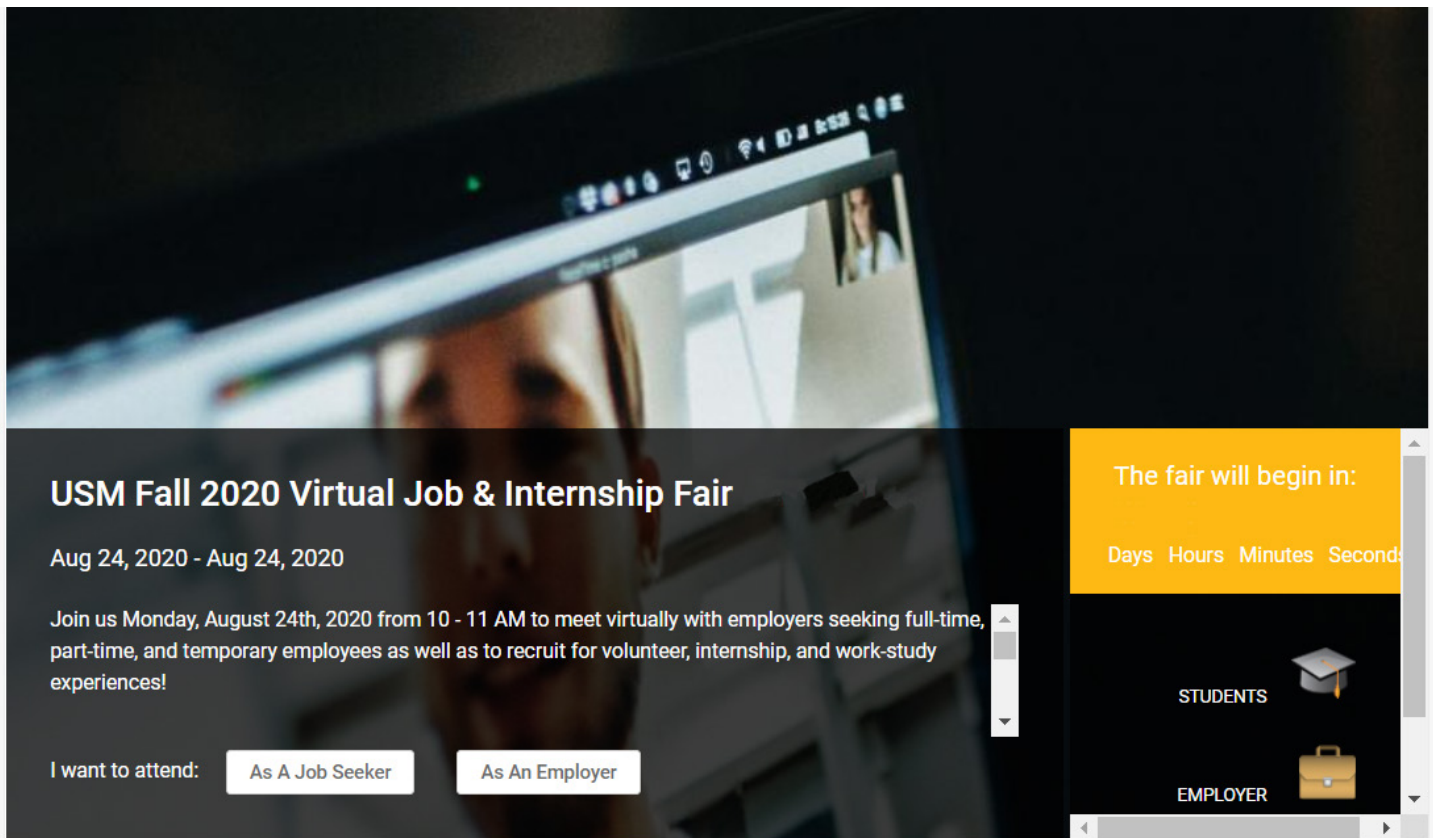 USM Fall 2020 Virtual Job & Internship Fair
Aug 24, 2020 - Aug 24, 2020
Join us Monday, August 24th, 2020 from 10 - 11 AM to meet virtually with employers seeking full-time,
part-time, and temporary employees as well as to recruit for volunteer, internship, and work-study
experiences!
I want to attend:
As A Job Seeker
As An Employer
The fair will begin in:
Days Hours Minutes Seconds
STUDENTS
EMPLOYER